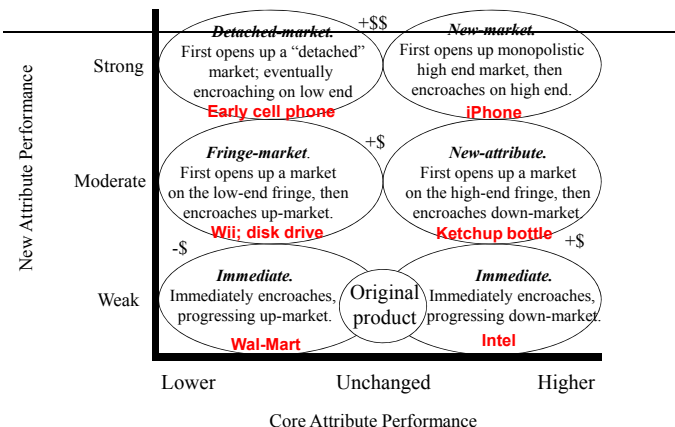 Detached-market.
First opens up a “detached”
market; eventually
encroaching on low end
Early cell phone
+$$
New-market.
First opens up monopolistic
high end market, then
encroaches on high end.
iPhone
Strong
Fringe-market.
First opens up a market
on the low-end fringe, then
encroaches up-market.
Wii; disk drive
+$
New-attribute.
First opens up a market
on the high-end fringe, then
encroaches down-market.
Ketchup bottle
Moderate
New Attribute Performance
-$
Immediate.
Immediately encroaches,
progressing up-market.
Wal-Mart
Original
product
+$
Immediate.
Immediately encroaches,
progressing down-market.
Intel
Weak
Lower
Unchanged
Higher
Core Attribute Performance